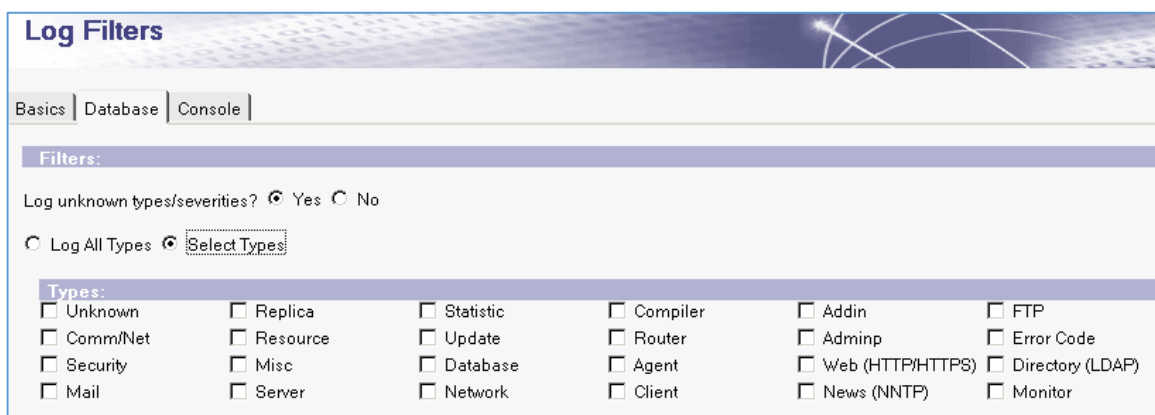 Log Filters
Basics Database Console
Filters:
Log unknown types/severities? Yes No
Log All Types Select Types
Types:
Unknown Replica Statistic Compiler Addin FTP
Comm/Net Resource Update Router Adminp Error Code
Security Misc Database Agent Web (HTTP/HTTPS) Directory (LDAP)
Mail Server Network Client News (NNTP) Monitor